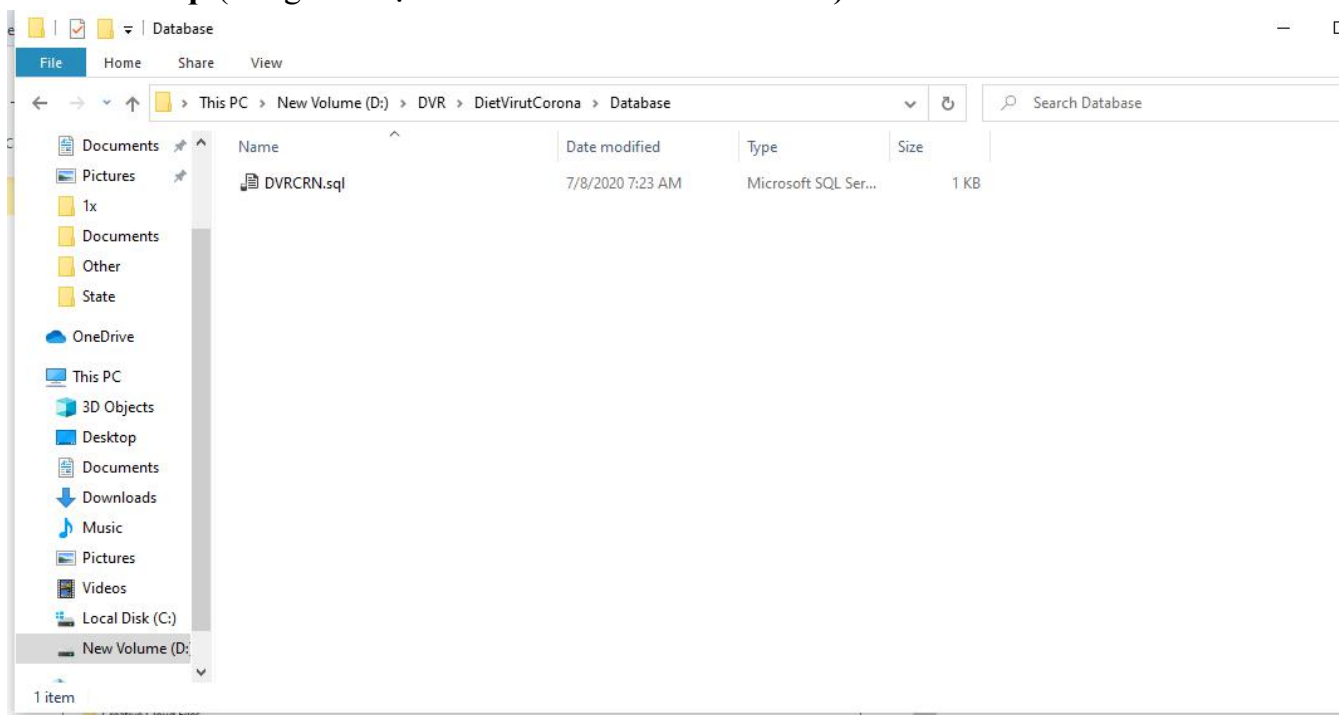 Database
File Home Share View
This PC > New Volume (D:) > DVR > DietVirutCorona > Database
Search Database
Name Date modified Type Size
DVRCRN.sql 7/8/2020 7:23 AM Microsoft SQL Ser... 1 KB
Documents
Pictures
1x
Documents
Other
State
OneDrive
This PC
3D Objects
Desktop
Documents
Downloads
Music
Pictures
Videos
Local Disk (C:)
New Volume (D:
1 item